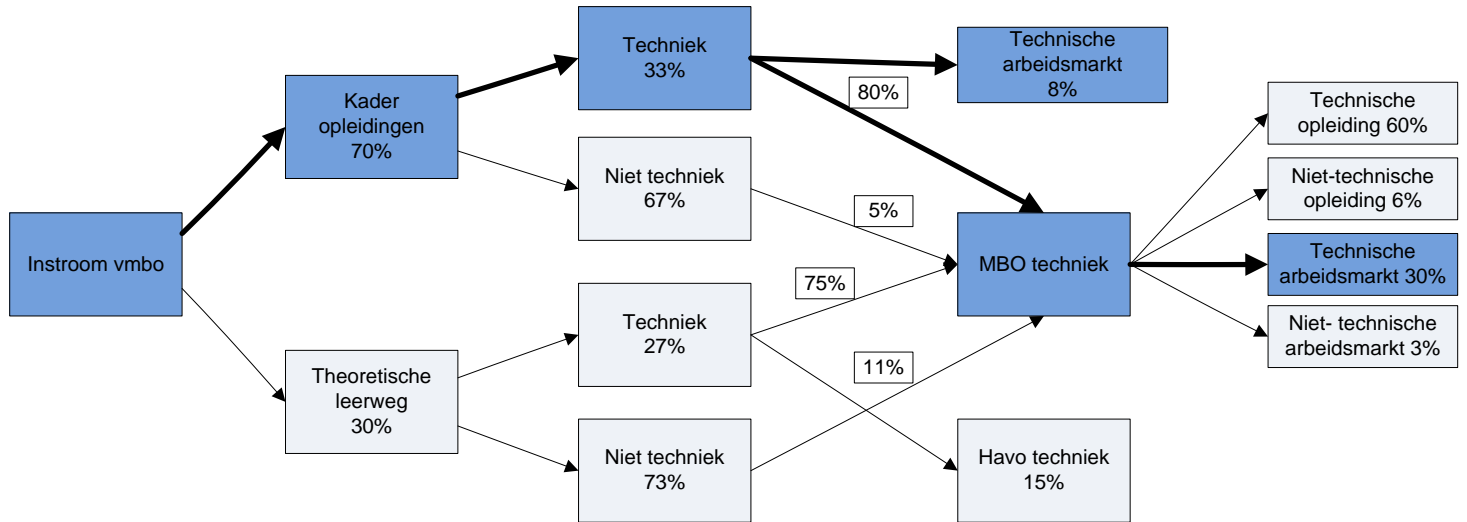 Instroom vmbo
Kader
opleidingen
70%
Theoretische
leerweg
30%
Techniek
33%
Niet techniek
67%
Techniek
27%
Niet techniek
73%
80%
5%
75%
11%
Technische
arbeidsmarkt
8%
MBO techniek
Havo techniek
15%
Technische
opleiding 60%
Niet-technische
opleiding 6%
Technische
arbeidsmarkt 30%
Niet- technische
arbeidsmarkt 3%